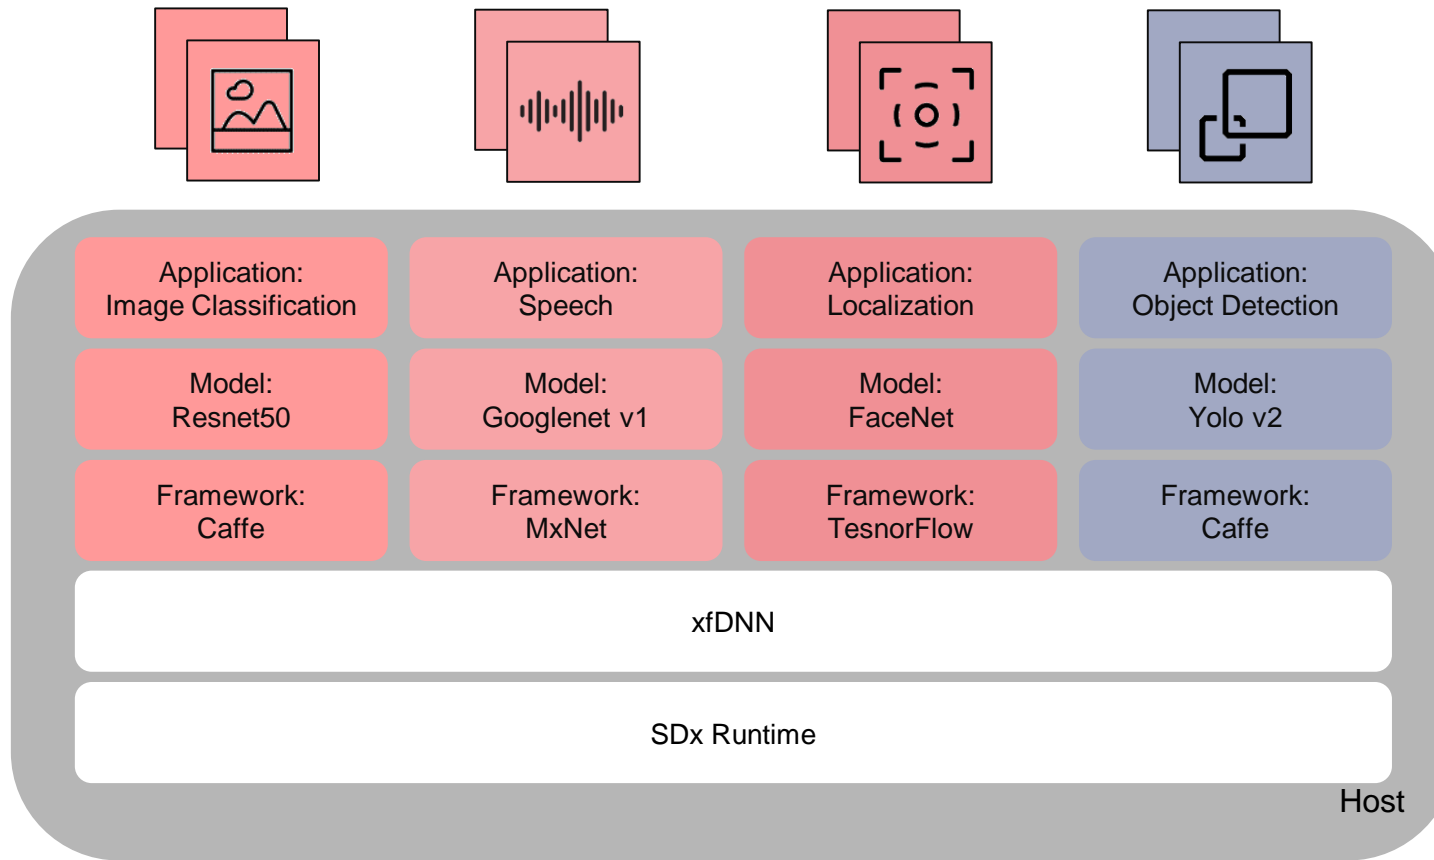 Application:
Image Classification
Application:
Speech
Application:
Localization
Application:
Object Detection
Model:
Resnet50
Model:
Googlenet v1
Model:
FaceNet
Model:
Yolo v2
Framework:
Caffe
Framework:
MxNet
Framework:
TesnorFlow
Framework:
Caffe
xfDNN
SDx Runtime
Host